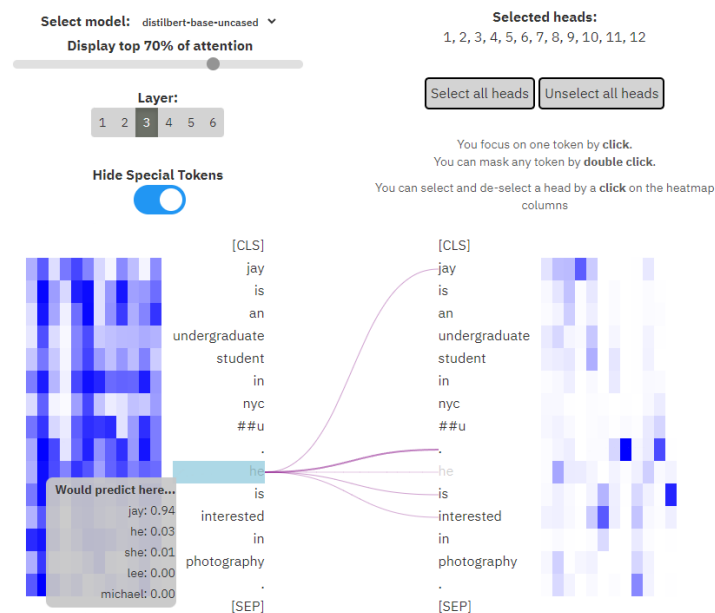 Select model: distilbert-base-uncased
Display top 70% of attention
Layer:
1 2 3 4 5 6
Hide Special Tokens
Selected heads:
1, 2, 3, 4, 5, 6, 7, 8, 9, 10, 11, 12
Select all heads Unselect all heads
You focus on one token by click.
You can mask any token by double click.
You can select and de-select a head by a click on the heatmap
columns
[CLS] [CLS]
jay jay
is is
an an
undergraduate undergraduate
student student
in in
nyc nyc
##u ##u
. .
he he
is is
interested interested
in in
photography photography
. .
[SEP] [SEP]
Would predict here...
jay: 0.94
he: 0.03
she: 0.01
lee: 0.00
michael: 0.00